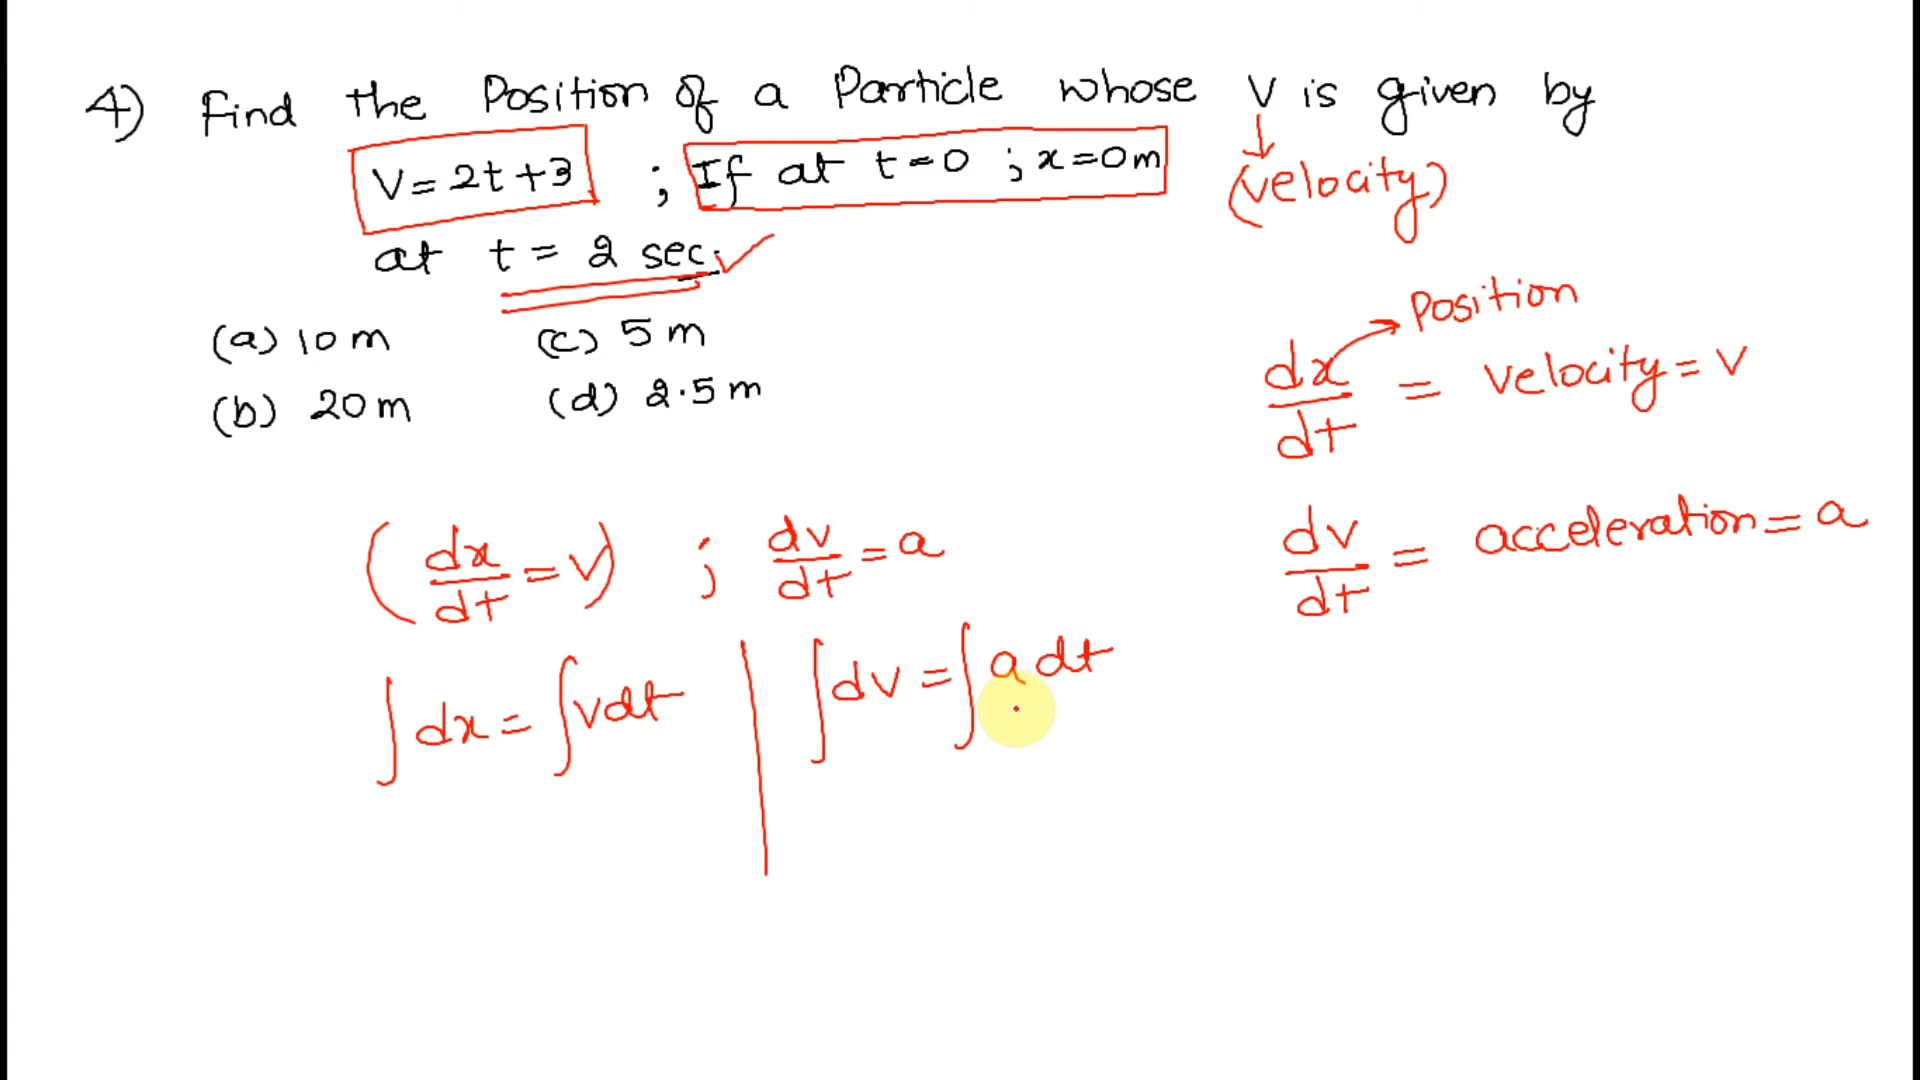 4) Find the Position of a Particle whose V is given by
V = 2t + 3 ; If at t = 0 ; x = 0 m
(velocity)
at t = 2 sec.
(a) 10 m (c) 5 m
(b) 20 m (d) 2.5 m
Position
dx/dt = velocity = v
dv/dt = acceleration = a
(dx/dt = v) ; dv/dt = a
∫dx = ∫vdt | ∫dv = ∫a dt